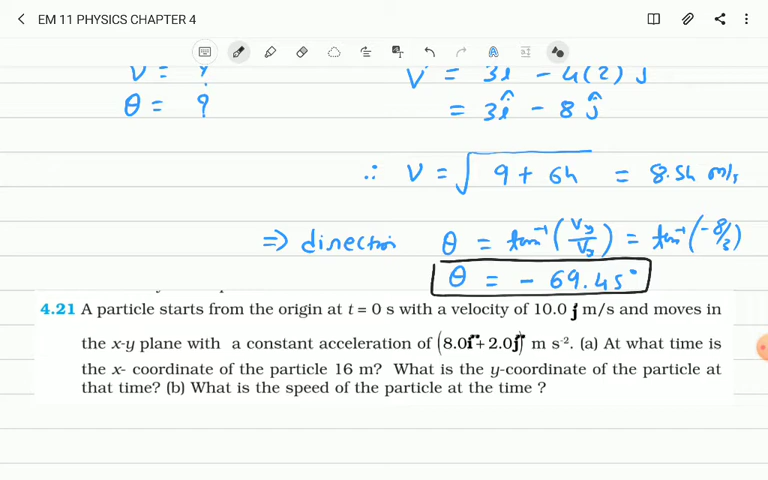 EM 11 PHYSICS CHAPTER 4
V = ?
V = 3î - 4(2) ĵ
θ = ?
= 3î - 8 ĵ
∴ V = √9 + 64 = 8.54 m/s
⇒ direction θ = tan⁻¹ (Vy/Vx) = tan⁻¹ (-8/3)
θ = - 69.45°
4.21 A particle starts from the origin at t = 0 s with a velocity of 10.0 ĵ m/s and moves in
the x-y plane with a constant acceleration of (8.0î + 2.0ĵ) m s⁻². (a) At what time is
the x- coordinate of the particle 16 m? What is the y-coordinate of the particle at
that time? (b) What is the speed of the particle at the time ?